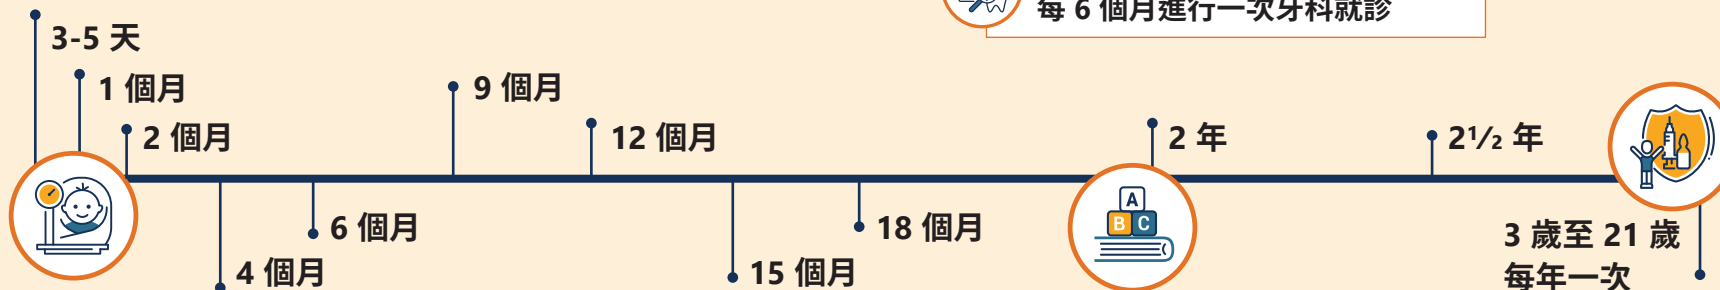 每 6 個月進行一次牙科就診
3-5 天
1 個月
2 個月
4 個月
6 個月
9 個月
12 個月
15 個月
18 個月
2 年
2½ 年
3 歲至 21 歲
每年一次
A
B C